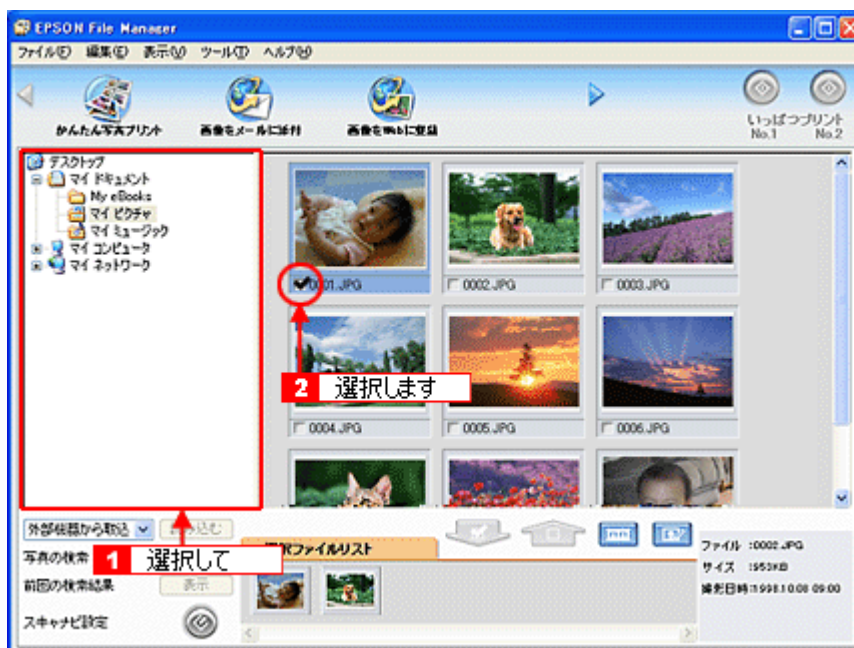 EPSON File Manager
ファイル(F) 編集(E) 表示(V) ツール(T) ヘルプ(H)
かんたん写真プリント
画像をメールに添付
画像をWebに登録
いっぱつプリント
No.1 No.2
デスクトップ
マイ ドキュメント
My eBooks
マイ ピクチャ
マイ ミュージック
マイ コンピュータ
マイ ネットワーク
0001.JPG
0002.JPG
0003.JPG
2 選択します
0004.JPG
0005.JPG
0006.JPG
外部機器から取込
込む
写真の検索
1 選択して
前回の検索結果
表示
スキャナビ設定
択ファイルリスト
ファイル :0002.JPG
サイズ :953KB
撮影日時:1998.10.08 09:00